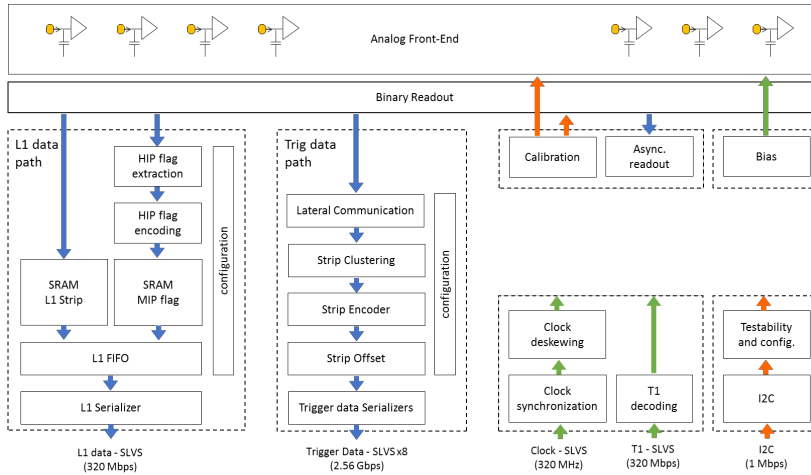 Analog Front-End
Binary Readout
L1 data
path
HIP flag
extraction
HIP flag
encoding
SRAM
L1 Strip
SRAM
MIP flag
configuration
L1 FIFO
L1 Serializer
L1 data - SLVS
(320 Mbps)
Trig data
path
Lateral Communication
Strip Clustering
Strip Encoder
Strip Offset
configuration
Trigger data Serializers
Trigger Data - SLVS x8
(2.56 Gbps)
Calibration
Async.
readout
Bias
Clock
deskewing
Clock
synchronization
T1
decoding
Testability
and config.
I2C
Clock - SLVS
(320 MHz)
T1 - SLVS
(320 Mbps)
I2C
(1 Mbps)